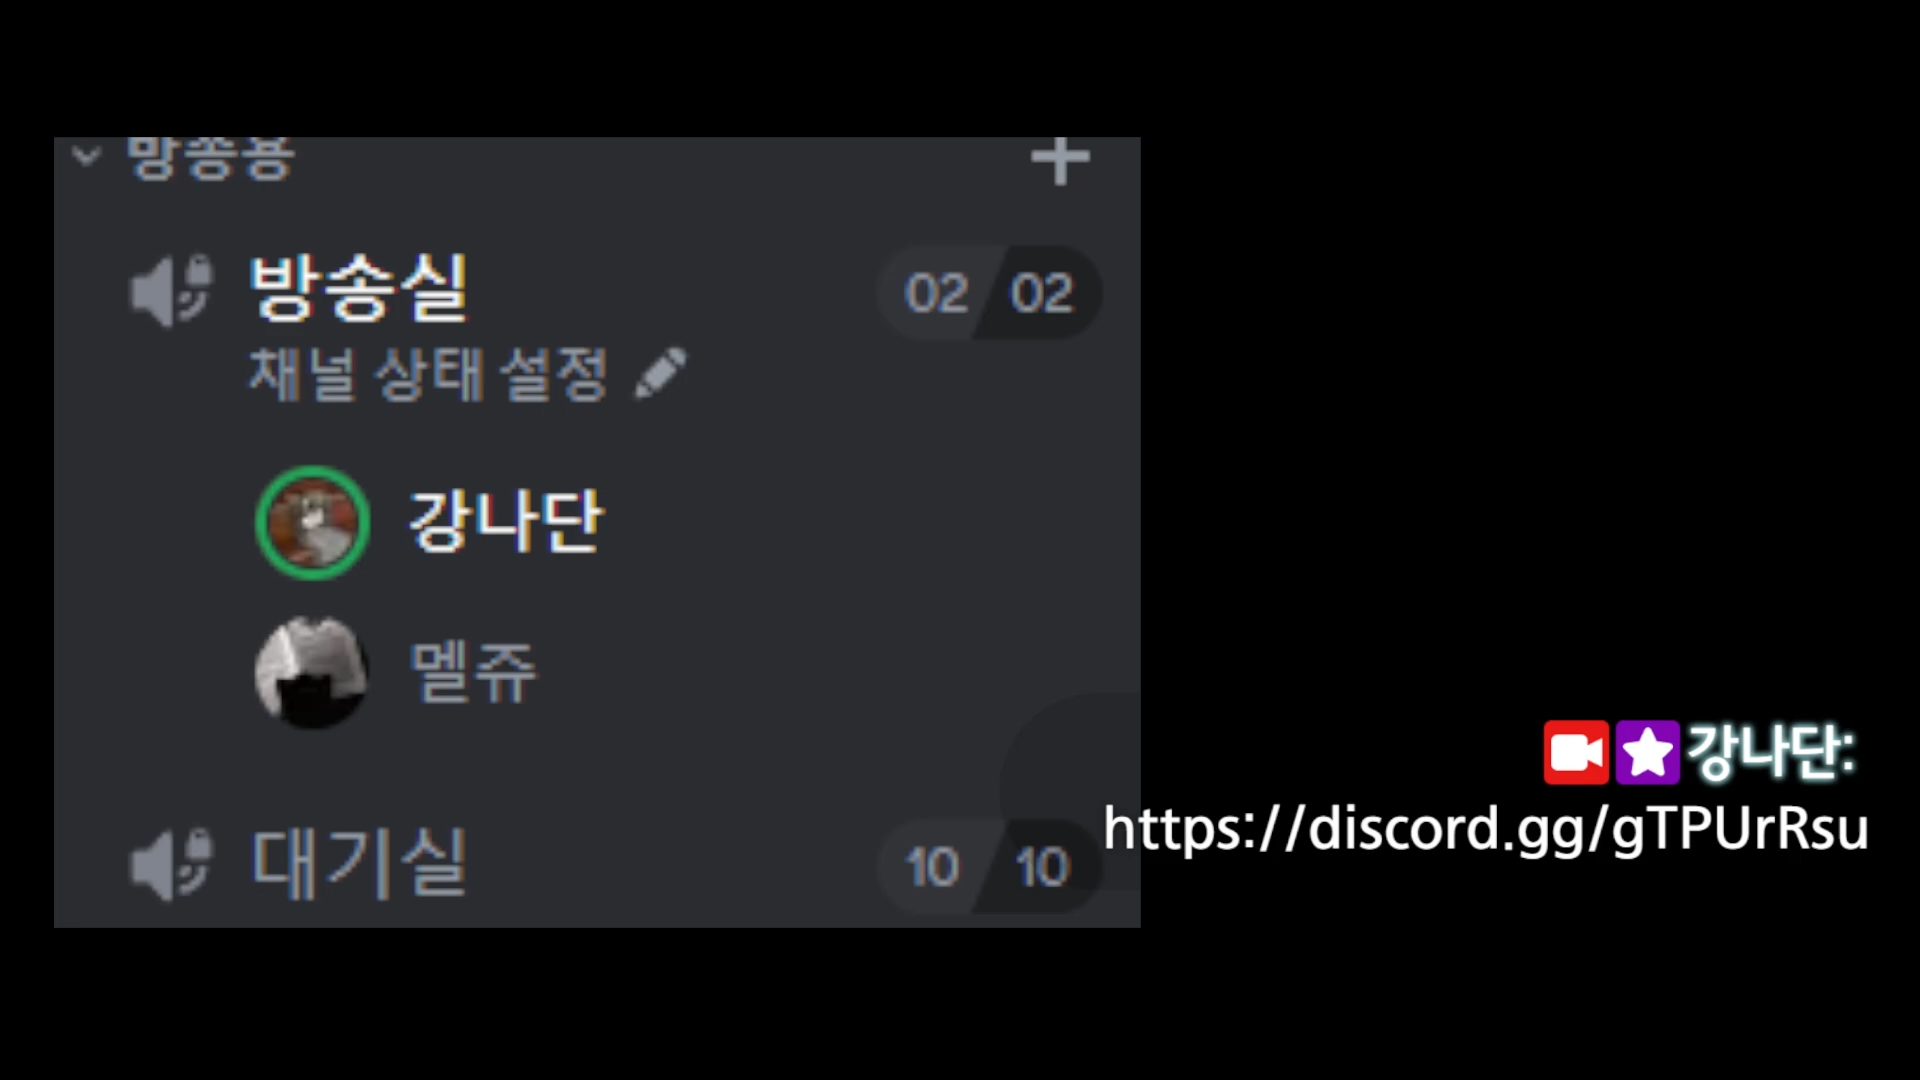 방송용
방송실 02 02
채널 상태 설정
강나단
멜쥬
대기실 10 10
강나단:
https://discord.gg/gTPUrRsu